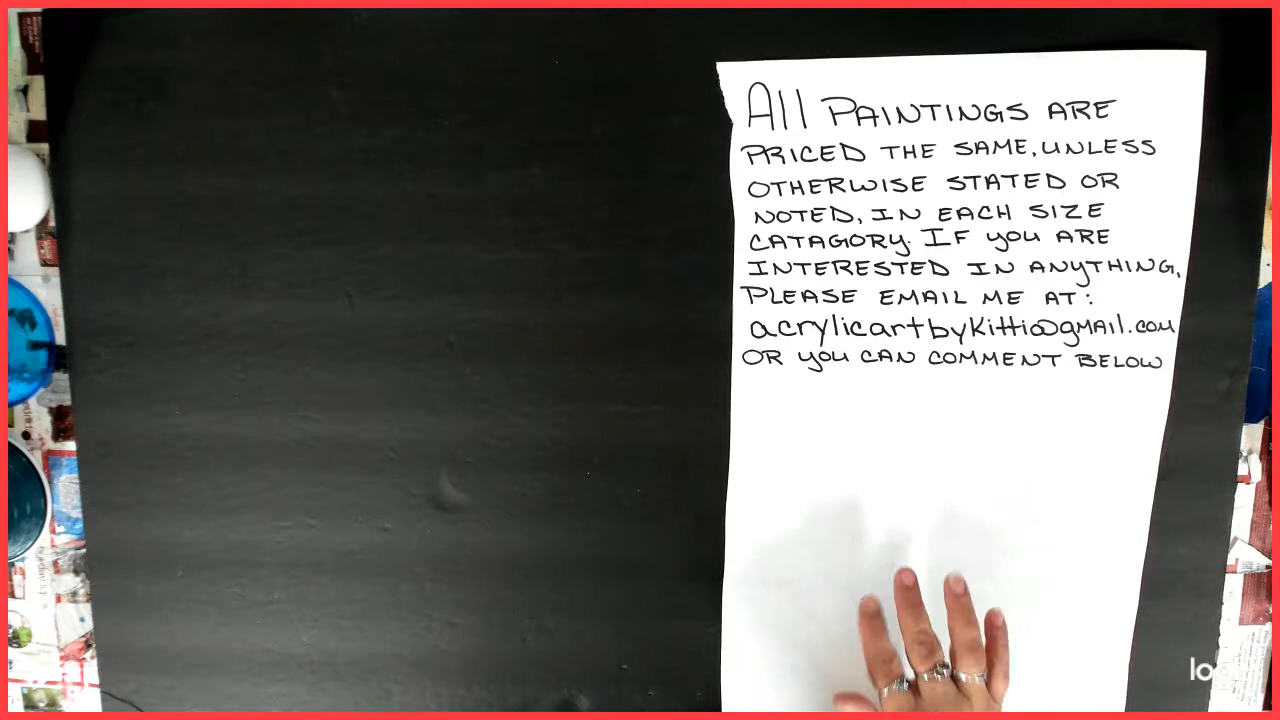 All PAINTINGS ARE
PRICED THE SAME, UNLESS
OTHERWISE STATED OR
NOTED, IN EACH SIZE
CATAGORY. IF you ARE
INTERESTED IN ANYTHING,
PLEASE EMAIL ME AT:
acrylicartbykitti@gmail.com
OR you CAN COMMENT BELOW
log